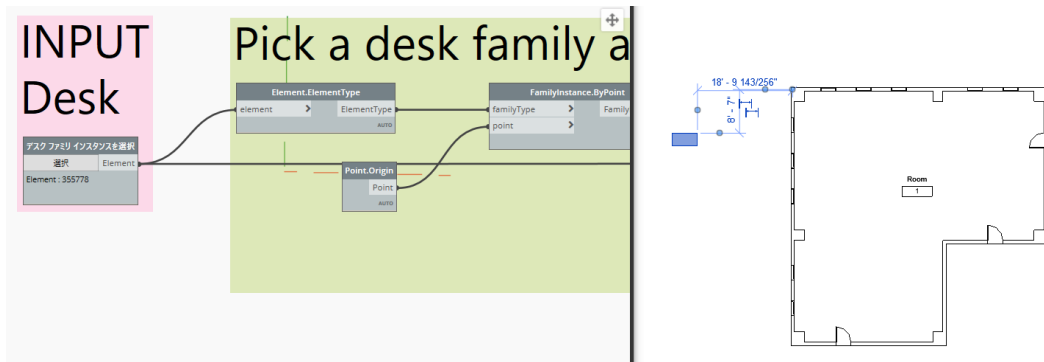 INPUT
Desk
デスク ファミリ インスタンスを選択
選択
Element
Element : 355778
Pick a desk family a
Element.ElementType
element
ElementType
AUTO
Point.Origin
Point
AUTO
FamilyInstance.ByPoint
familyType
Family
point
18' - 9 143/256"
8' - 7"
Room
1